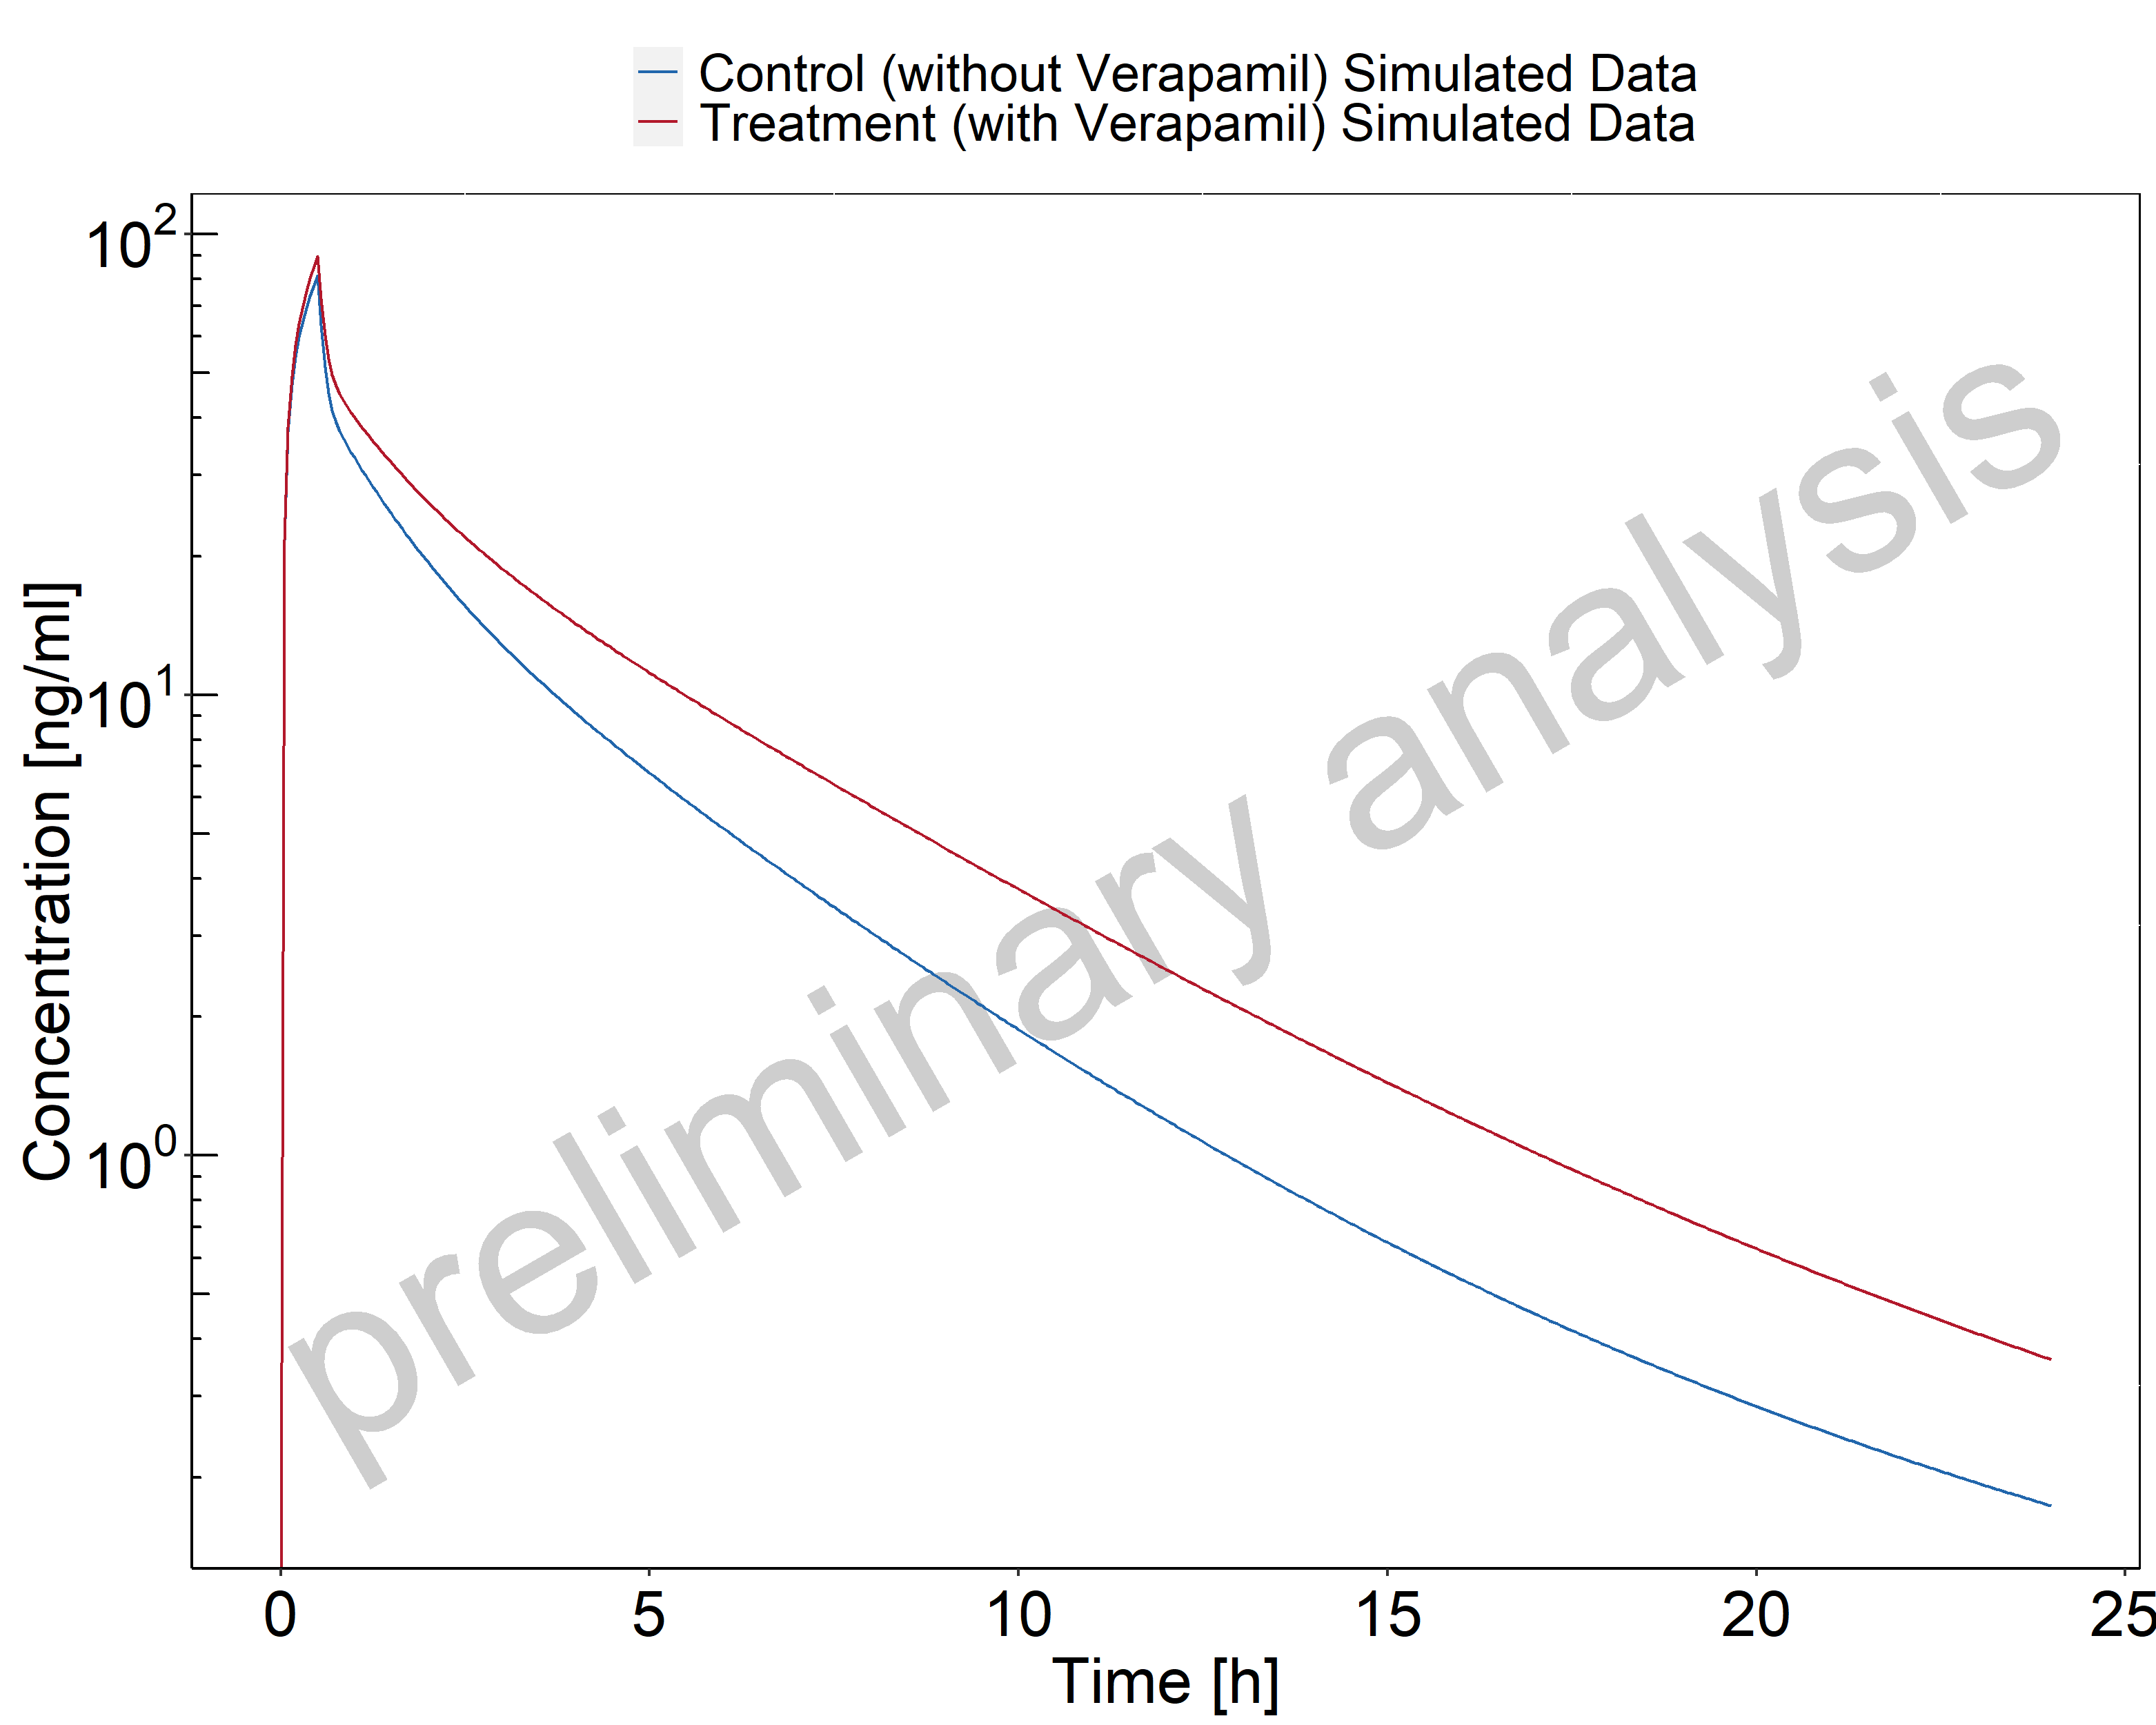 Control (without Verapamil) Simulated Data
Treatment (with Verapamil) Simulated Data
10²
10¹
10⁰
Concentration [ng/ml]
preliminary analysis
0 5 10 15 20 25
Time [h]